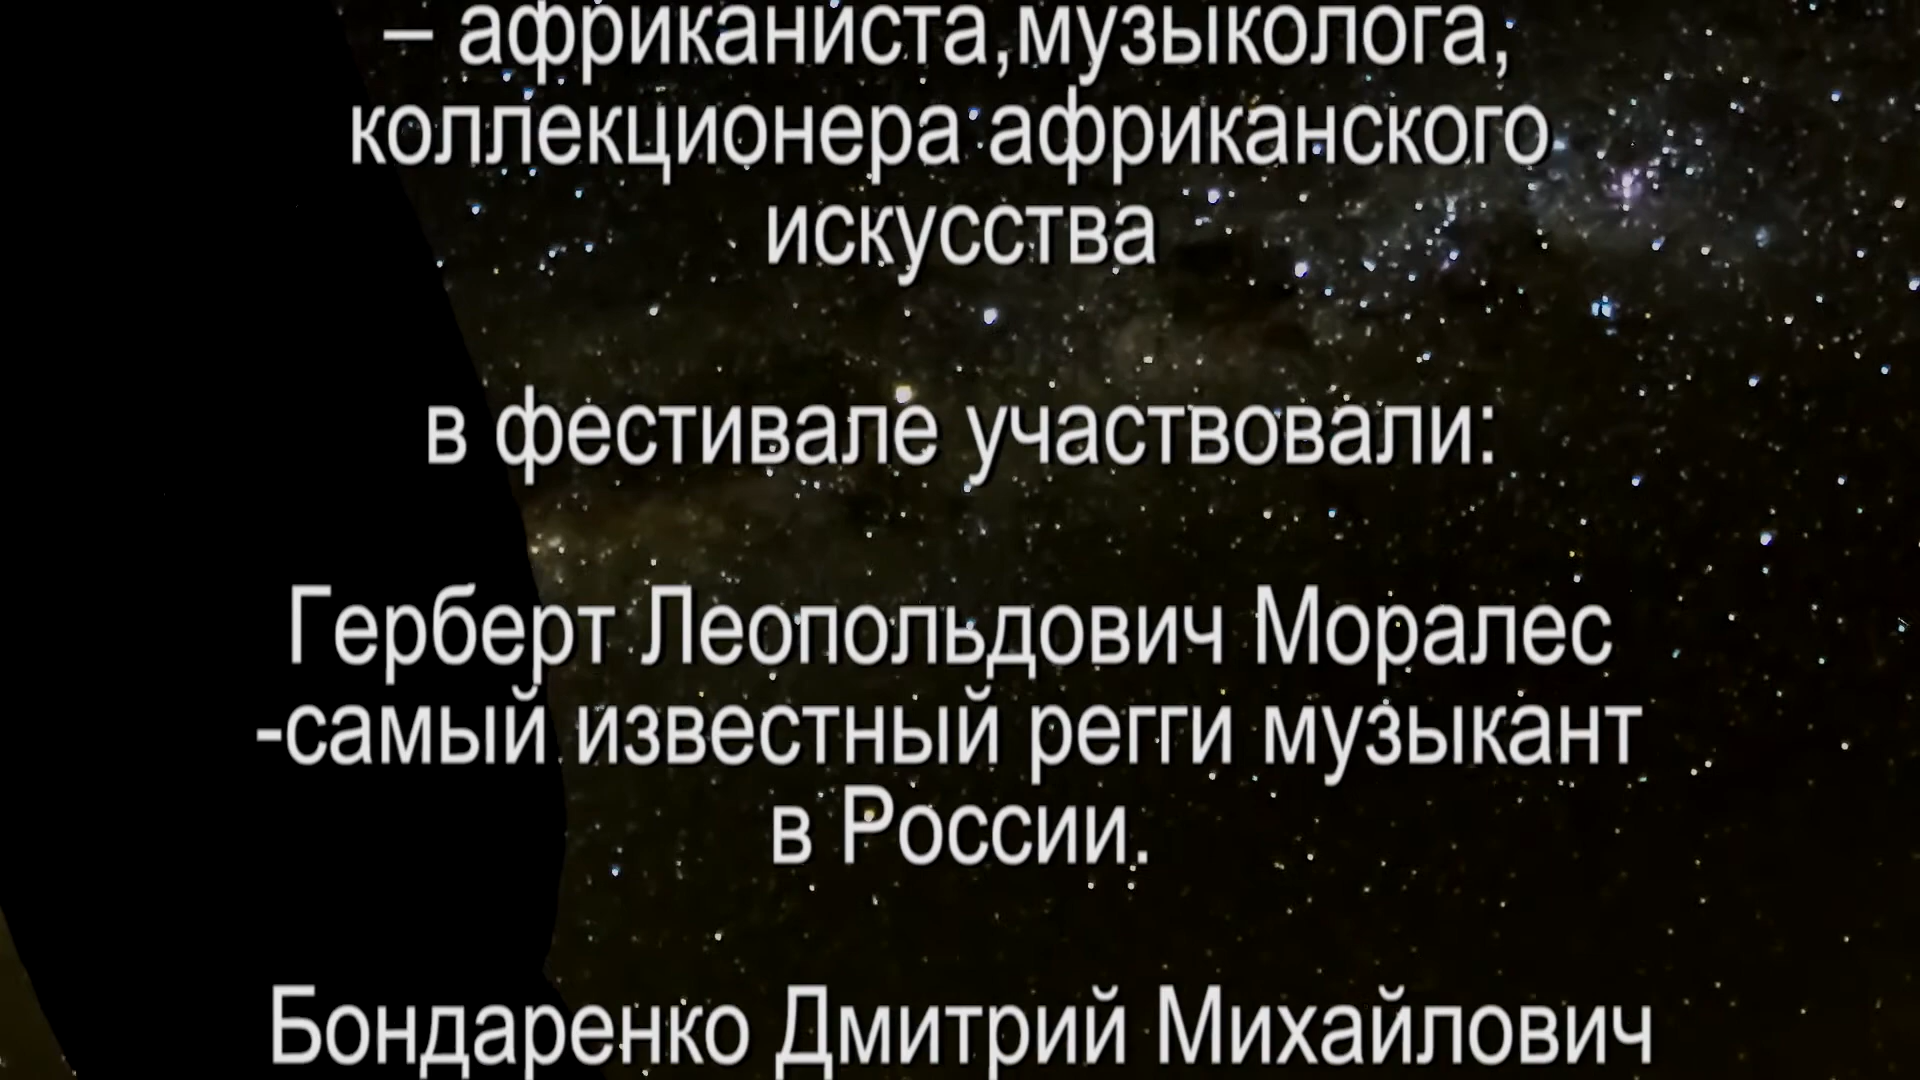 – африканиста,музыколога,
коллекционера африканского
искусства
в фестивале участвовали:
Герберт Леопольдович Моралес
-самый известный регги музыкант
в России.
Бондаренко Дмитрий Михайлович